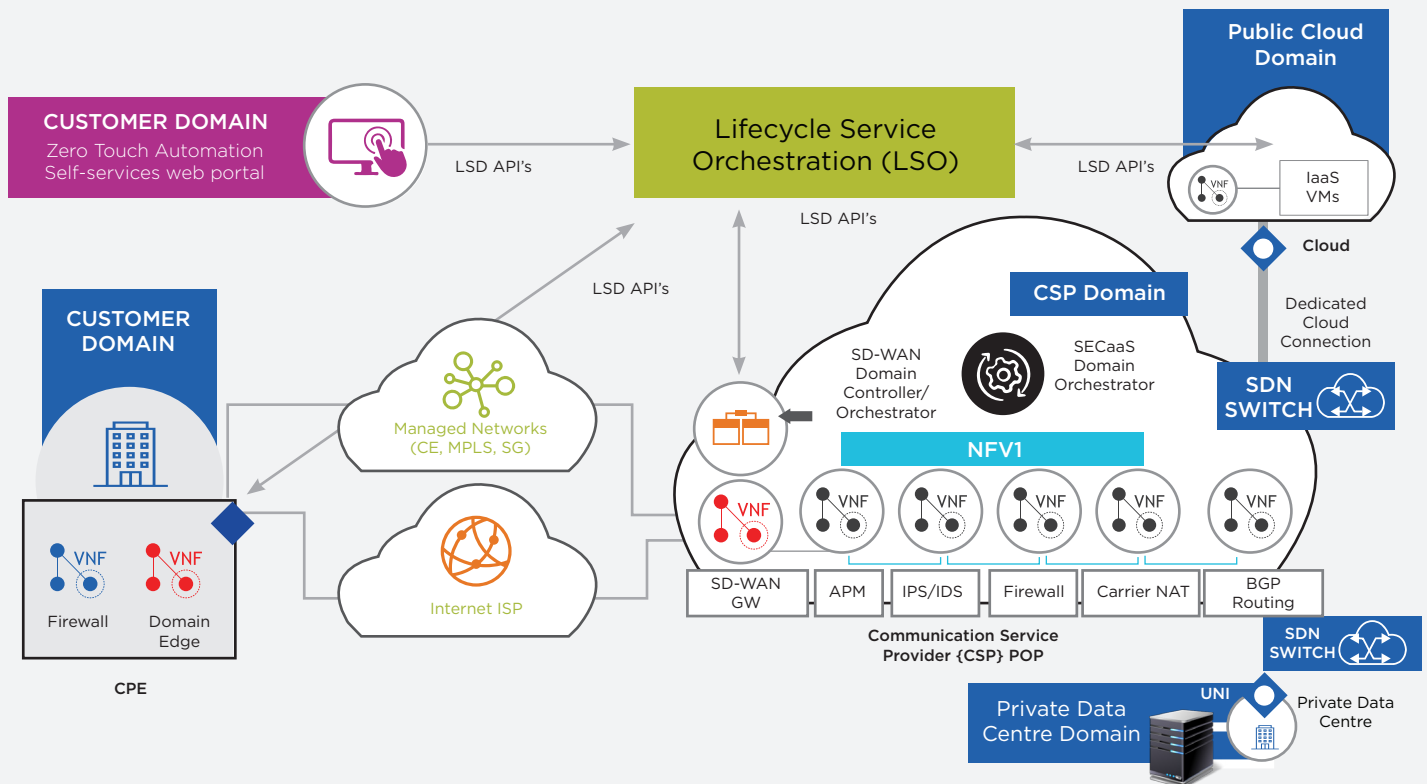 Public Cloud
Domain
CUSTOMER DOMAIN
Zero Touch Automation
Self-services web portal
LSD API's
Lifecycle Service
Orchestration (LSO)
LSD API's
VNF
IaaS
VMs
Cloud
LSD API's
LSD API's
CSP Domain
Dedicated
Cloud
Connection
CUSTOMER
DOMAIN
SD-WAN
Domain
Controller/
Orchestrator
SECaaS
Domain
Orchestrator
SDN
SWITCH
Managed Networks
(CE, MPLS, SG)
NFV1
VNF
VNF
VNF
VNF
VNF
VNF
VNF
VNF
Firewall
Domain
Edge
CPE
Internet ISP
SD-WAN
GW
APM
IPS/IDS
Firewall
Carrier NAT
BGP
Routing
Communication Service
Provider {CSP} POP
SDN
SWITCH
UNI
Private Data
Centre Domain
Private Data
Centre